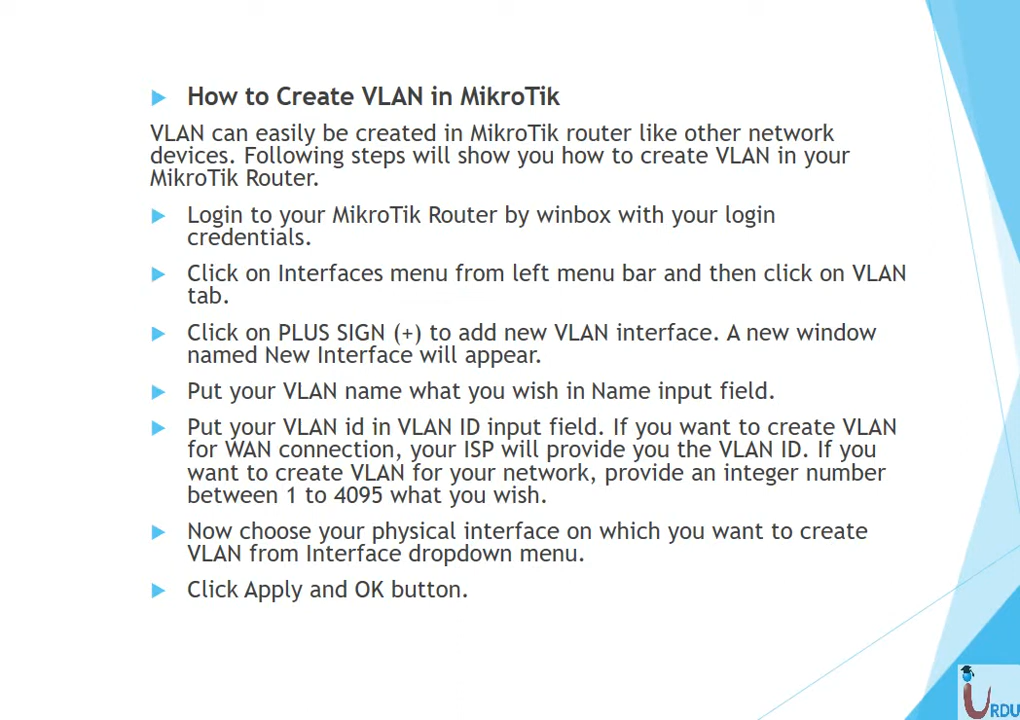 How to Create VLAN in MikroTik
VLAN can easily be created in MikroTik router like other network
devices. Following steps will show you how to create VLAN in your
MikroTik Router.
Login to your MikroTik Router by winbox with your login
credentials.
Click on Interfaces menu from left menu bar and then click on VLAN
tab.
Click on PLUS SIGN (+) to add new VLAN interface. A new window
named New Interface will appear.
Put your VLAN name what you wish in Name input field.
Put your VLAN id in VLAN ID input field. If you want to create VLAN
for WAN connection, your ISP will provide you the VLAN ID. If you
want to create VLAN for your network, provide an integer number
between 1 to 4095 what you wish.
Now choose your physical interface on which you want to create
VLAN from Interface dropdown menu.
Click Apply and OK button.
iURDU